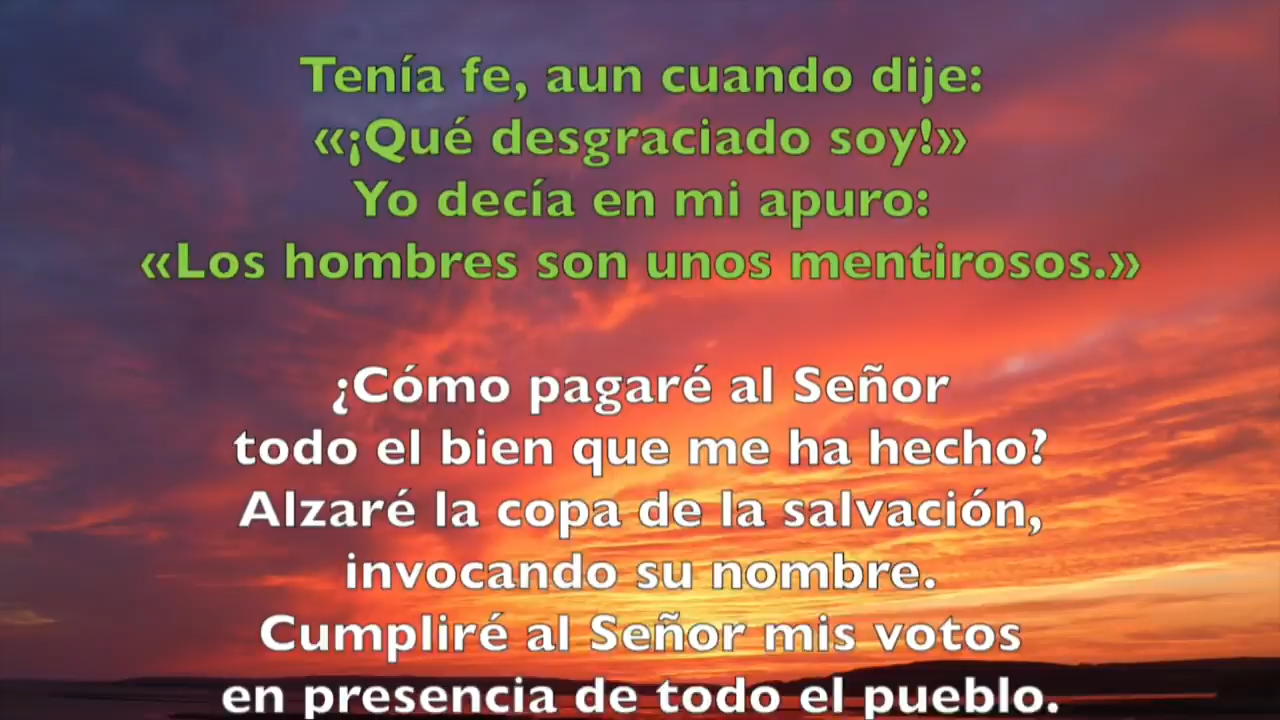 Tenía fe, aun cuando dije:
«¡Qué desgraciado soy!»
Yo decía en mi apuro:
«Los hombres son unos mentirosos.»
¿Cómo pagaré al Señor
todo el bien que me ha hecho?
Alzaré la copa de la salvación,
invocando su nombre.
Cumpliré al Señor mis votos
en presencia de todo el pueblo.